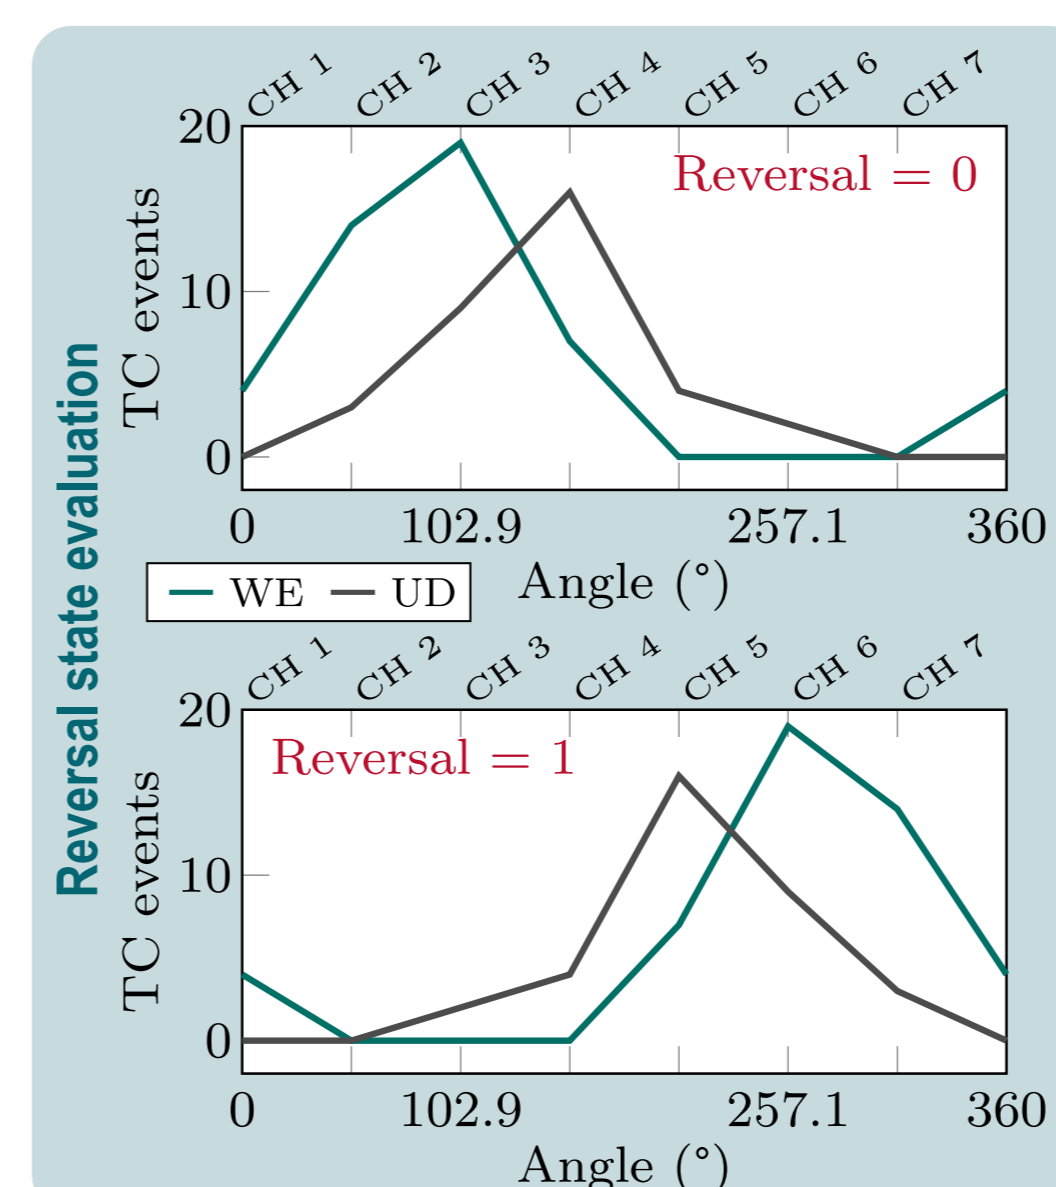 Reversal state evaluation
CH 1 CH 2 CH 3 CH 4 CH 5 CH 6 CH 7
20
Reversal = 0
TC events
10
0
0 102.9 257.1 360
Angle (°)
WE UD
CH 1 CH 2 CH 3 CH 4 CH 5 CH 6 CH 7
20
Reversal = 1
TC events
10
0
0 102.9 257.1 360
Angle (°)